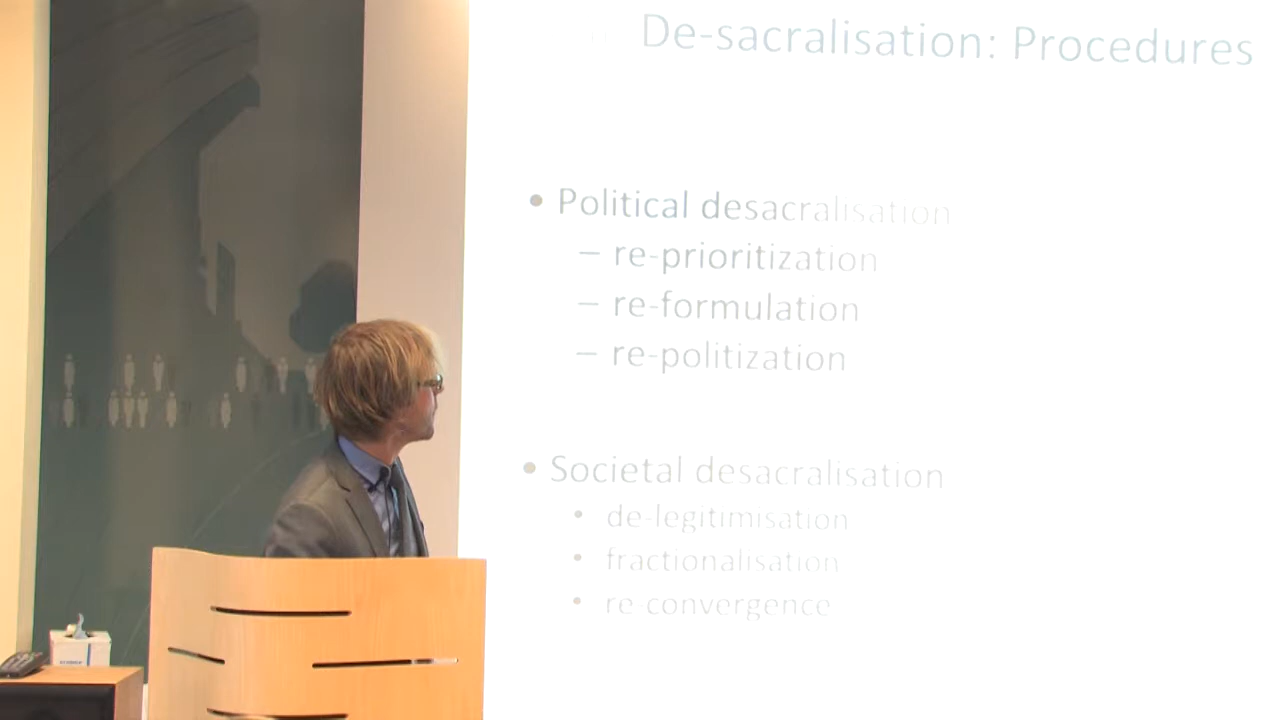 De-sacralisation: Procedures
• Political desacralisation
– re-prioritization
– re-formulation
– re-politization
• Societal desacralisation
• de-legitimisation
• fractionalisation
• re-convergence